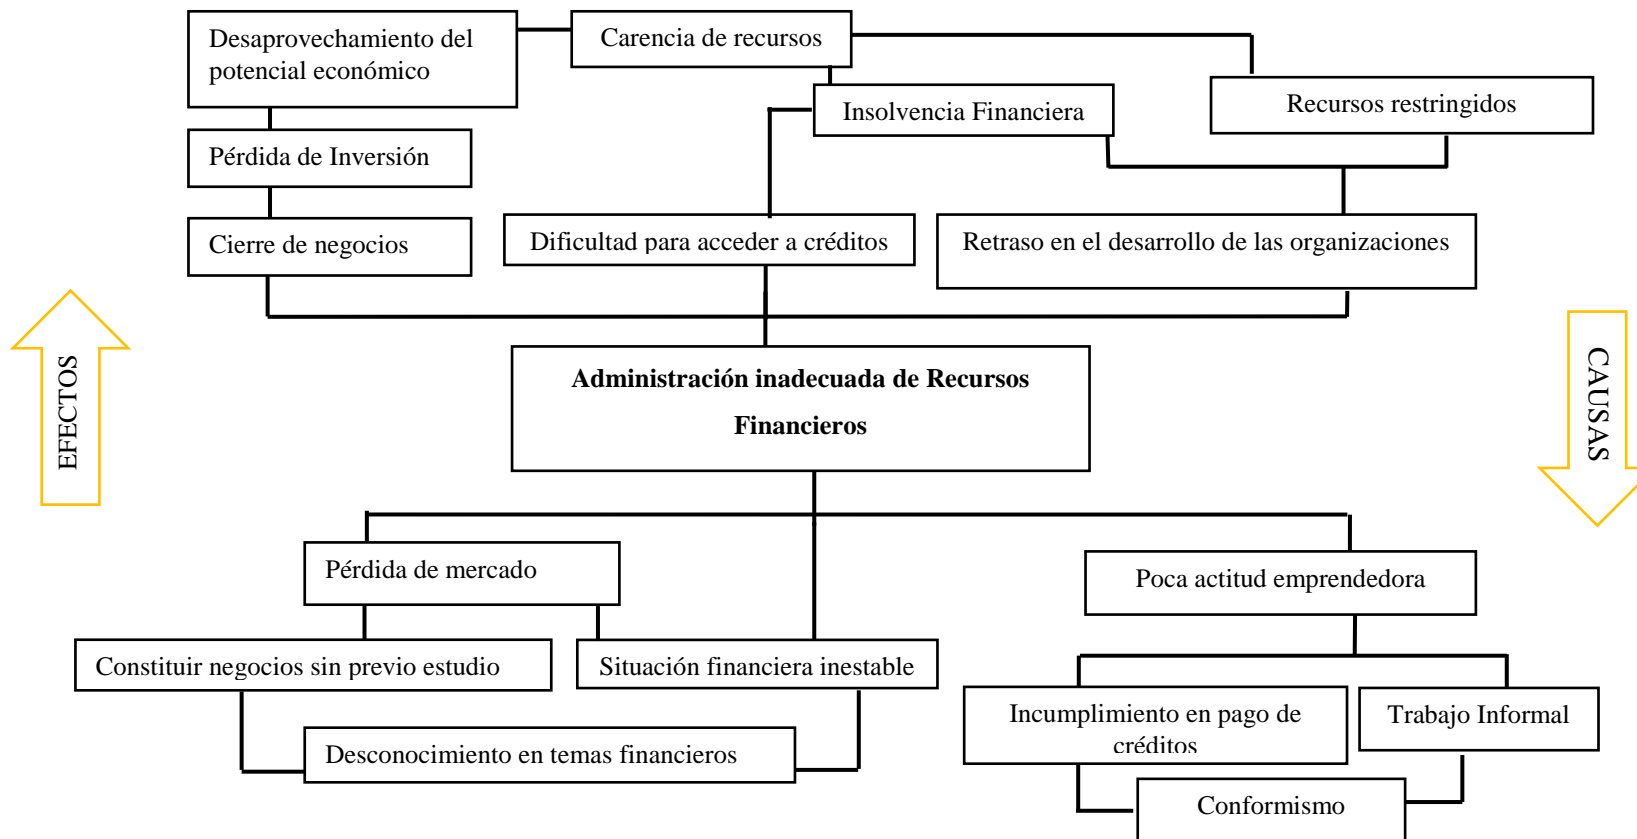 Desaprovechamiento del
potencial económico
Carencia de recursos
Insolvencia Financiera
Recursos restringidos
Pérdida de Inversión
Cierre de negocios
Dificultad para acceder a créditos
Retraso en el desarrollo de las organizaciones
EFECTOS
Administración inadecuada de Recursos
Financieros
CAUSAS
Pérdida de mercado
Poca actitud emprendedora
Constituir negocios sin previo estudio
Situación financiera inestable
Incumplimiento en pago de
créditos
Trabajo Informal
Desconocimiento en temas financieros
Conformismo